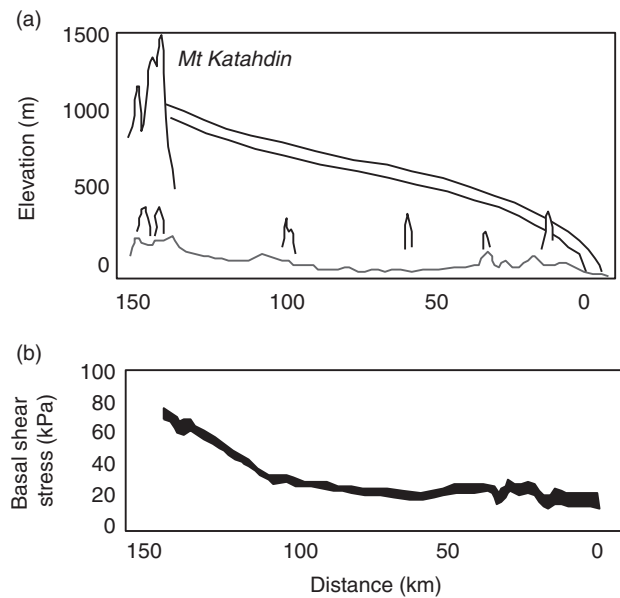 (a)
1500
Mt Katahdin
1000
500
0
Elevation (m)
150
100
50
0
(b)
100
80
60
40
20
0
Basal shear
stress (kPa)
150
100
50
0
Distance (km)